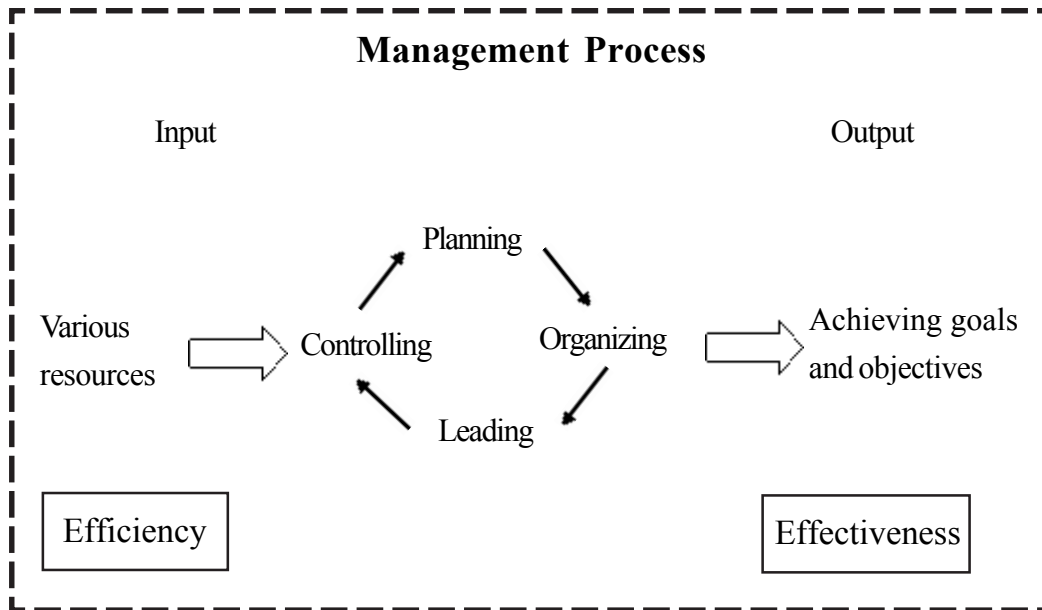 Management Process
Input
Output
Planning
Various
resources
Controlling
Organizing
Achieving goals
and objectives
Leading
Efficiency
Effectiveness